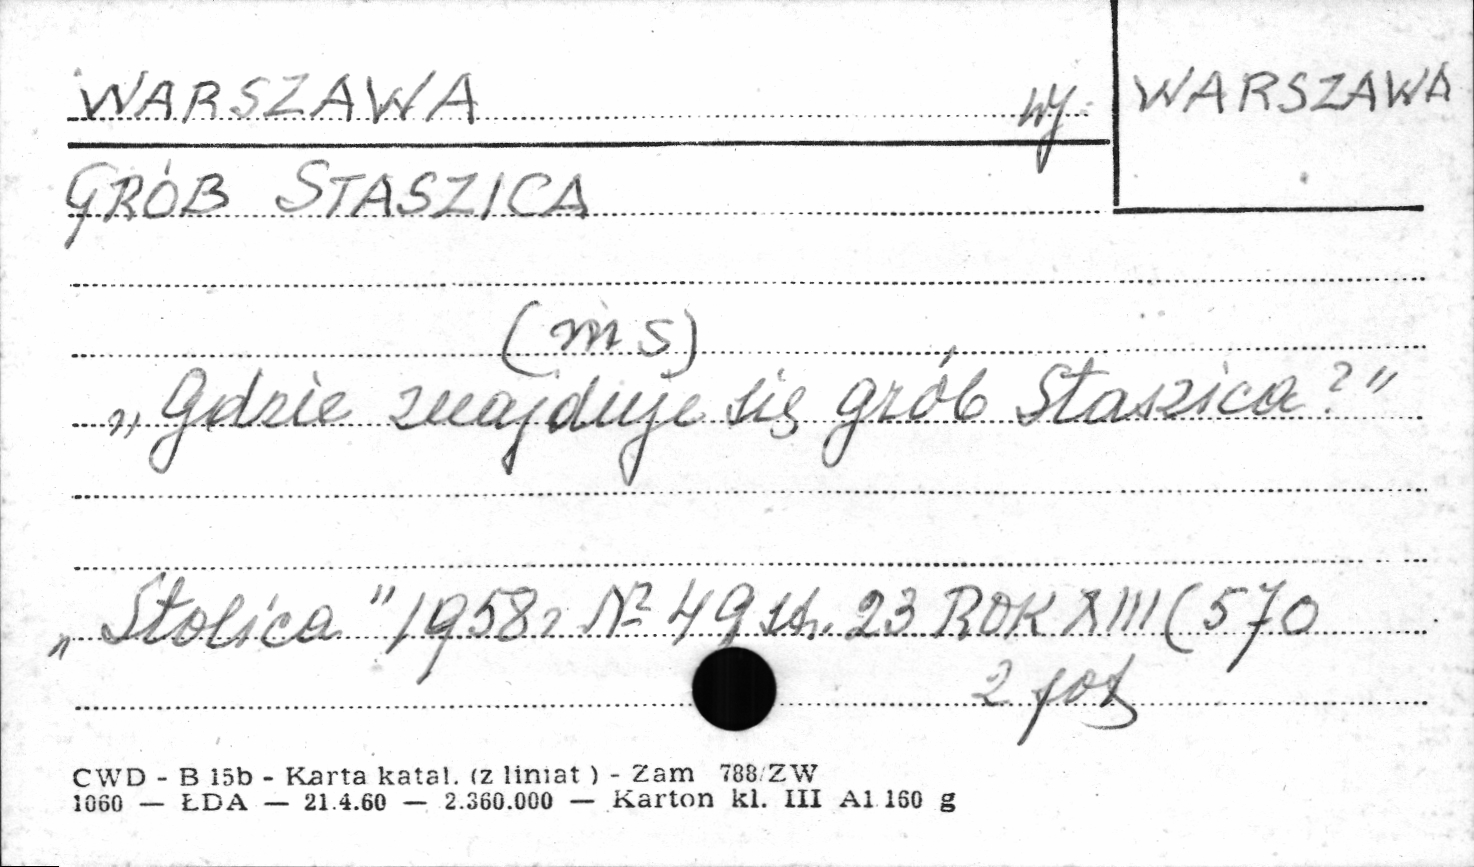 WARSZAWA wj. WARSZAWA
GRÓB STASZICA
(m s)
„Gdzie znajduje się grób Staszica?"
„Stolica" 1958r № 49 str. 23 ROK XIII (570
2 fot
CWD - B 15b - Karta katal. (z liniat ) - Zam 788/ZW
1060 — ŁDA — 21.4.60 — 2.360.000 — Karton kl. III A1 160 g